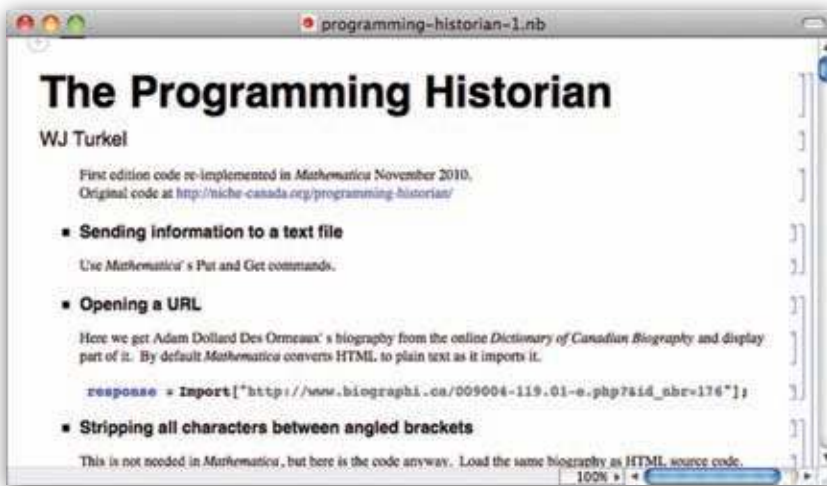 programming-historian-1.nb
The Programming Historian
WJ Turkel
First edition code re-implemented in Mathematica November 2010.
Original code at http://niche-canada.org/programming-historian/
▪ Sending information to a text file
Use Mathematica's Put and Get commands.
▪ Opening a URL
Here we get Adam Dollard Des Ormeaux's biography from the online Dictionary of Canadian Biography and display
part of it. By default Mathematica converts HTML to plain text as it imports it.
response = Import["http://www.biographi.ca/009004-119.01-e.php?&id_nbr=176"];
▪ Stripping all characters between angled brackets
This is not needed in Mathematica, but here is the code anyway. Load the same biography as HTML source code.
100%